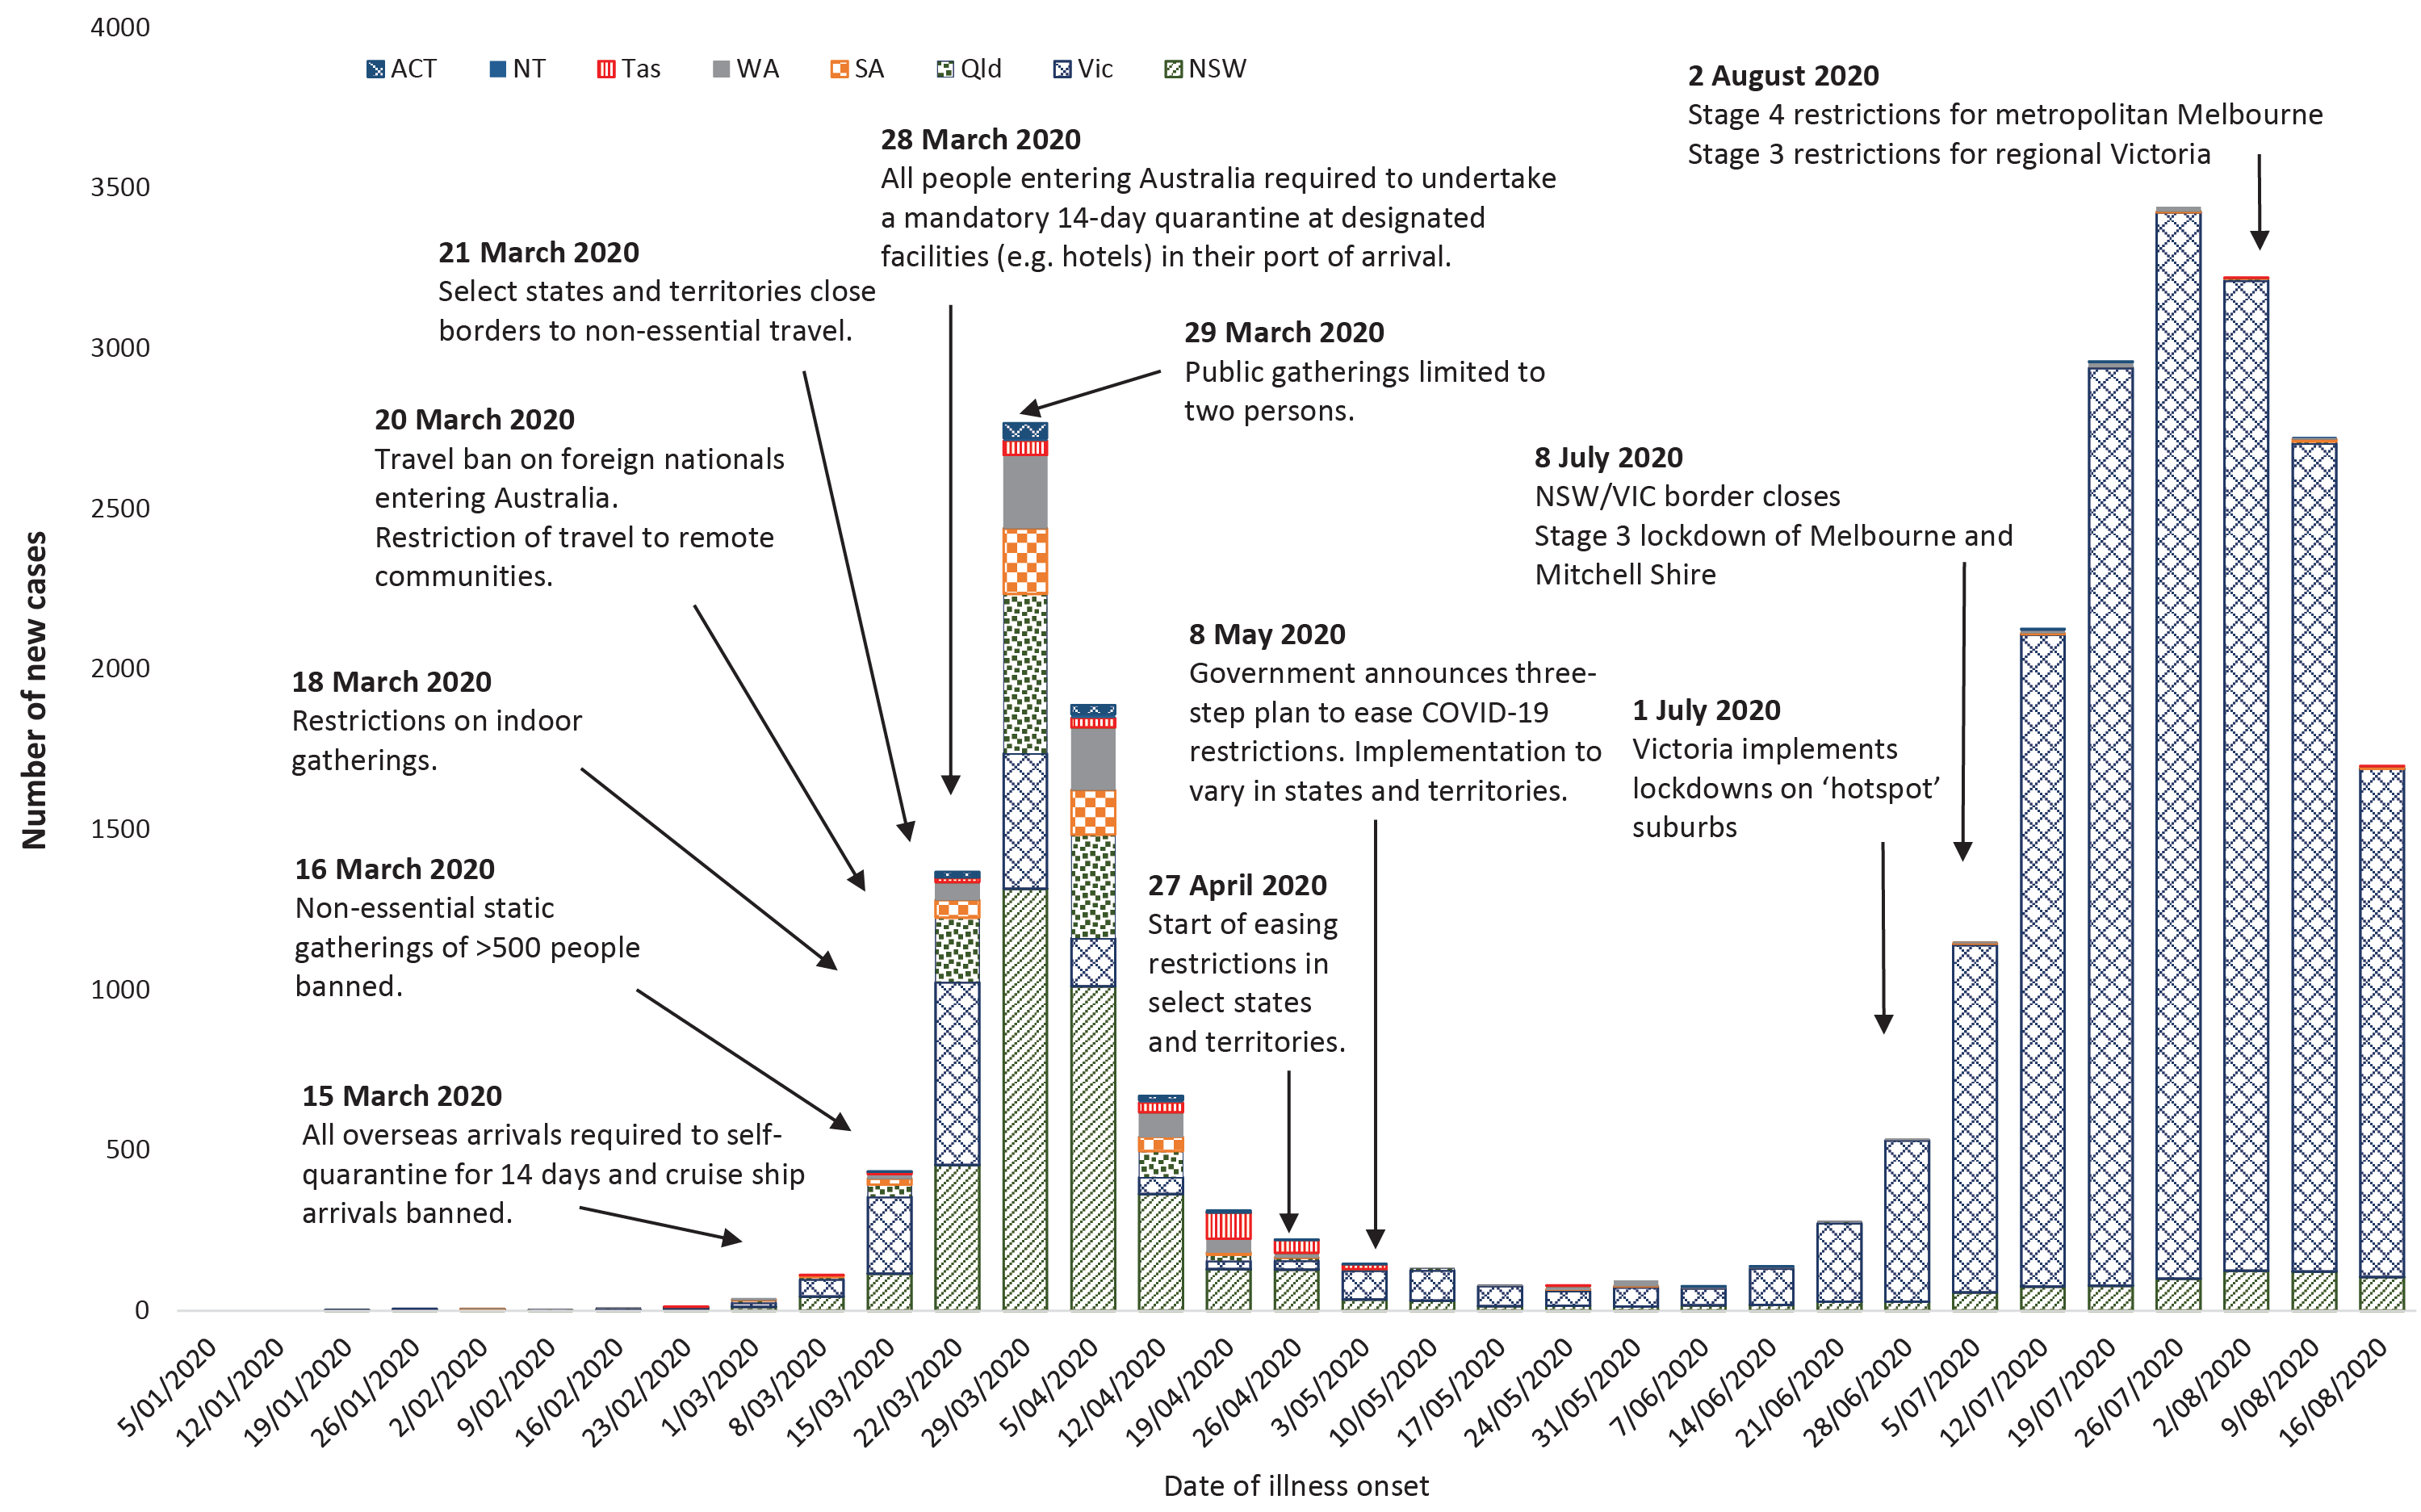 4000
3500
3000
2500
2000
1500
1000
500
0
Number of new cases
ACT NT Tas WA SA Qld Vic NSW
15 March 2020
All overseas arrivals required to self-
quarantine for 14 days and cruise ship
arrivals banned.
16 March 2020
Non-essential static
gatherings of >500 people
banned.
18 March 2020
Restrictions on indoor
gatherings.
20 March 2020
Travel ban on foreign nationals
entering Australia.
Restriction of travel to remote
communities.
21 March 2020
Select states and territories close
borders to non-essential travel.
28 March 2020
All people entering Australia required to undertake
a mandatory 14-day quarantine at designated
facilities (e.g. hotels) in their port of arrival.
29 March 2020
Public gatherings limited to
two persons.
27 April 2020
Start of easing
restrictions in
select states
and territories.
8 May 2020
Government announces three-
step plan to ease COVID-19
restrictions. Implementation to
vary in states and territories.
1 July 2020
Victoria implements
lockdowns on ‘hotspot’
suburbs
8 July 2020
NSW/VIC border closes
Stage 3 lockdown of Melbourne and
Mitchell Shire
2 August 2020
Stage 4 restrictions for metropolitan Melbourne
Stage 3 restrictions for regional Victoria
5/01/2020
12/01/2020
19/01/2020
26/01/2020
2/02/2020
9/02/2020
16/02/2020
23/02/2020
1/03/2020
8/03/2020
15/03/2020
22/03/2020
29/03/2020
5/04/2020
12/04/2020
19/04/2020
26/04/2020
3/05/2020
10/05/2020
17/05/2020
24/05/2020
31/05/2020
7/06/2020
14/06/2020
21/06/2020
28/06/2020
5/07/2020
12/07/2020
19/07/2020
26/07/2020
2/08/2020
9/08/2020
16/08/2020
Date of illness onset